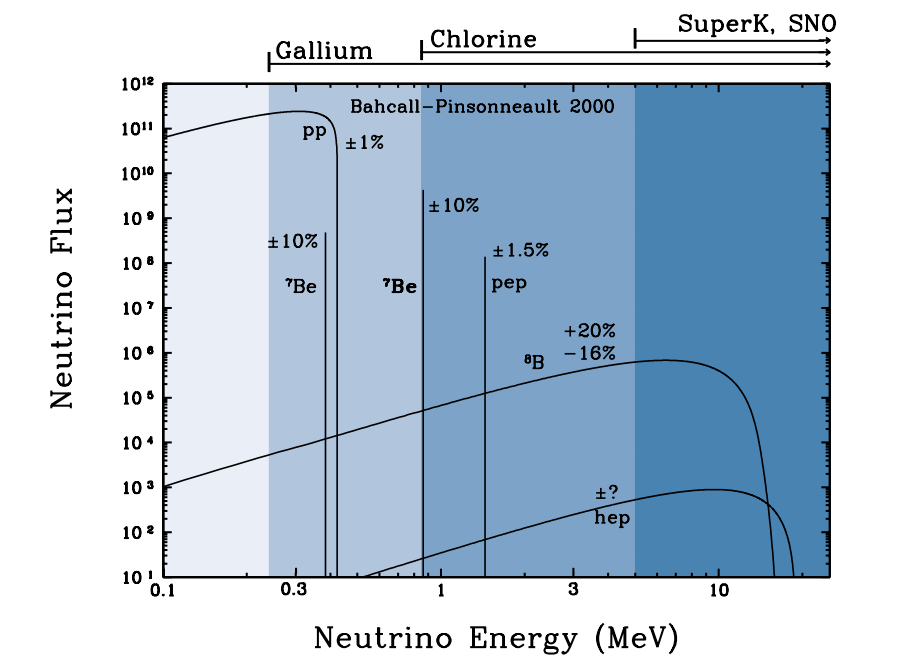 SuperK, SNO
Chlorine
Gallium
Bahcall−Pinsonneault 2000
Neutrino Flux
10¹²
10¹¹
10¹⁰
10⁹
10⁸
10⁷
10⁶
10⁵
10⁴
10³
10²
10¹
pp
±1%
±10%
±10%
⁷Be
⁷Be
±1.5%
pep
+20%
−16%
⁸B
±?
hep
0.1
0.3
1
3
10
Neutrino Energy (MeV)